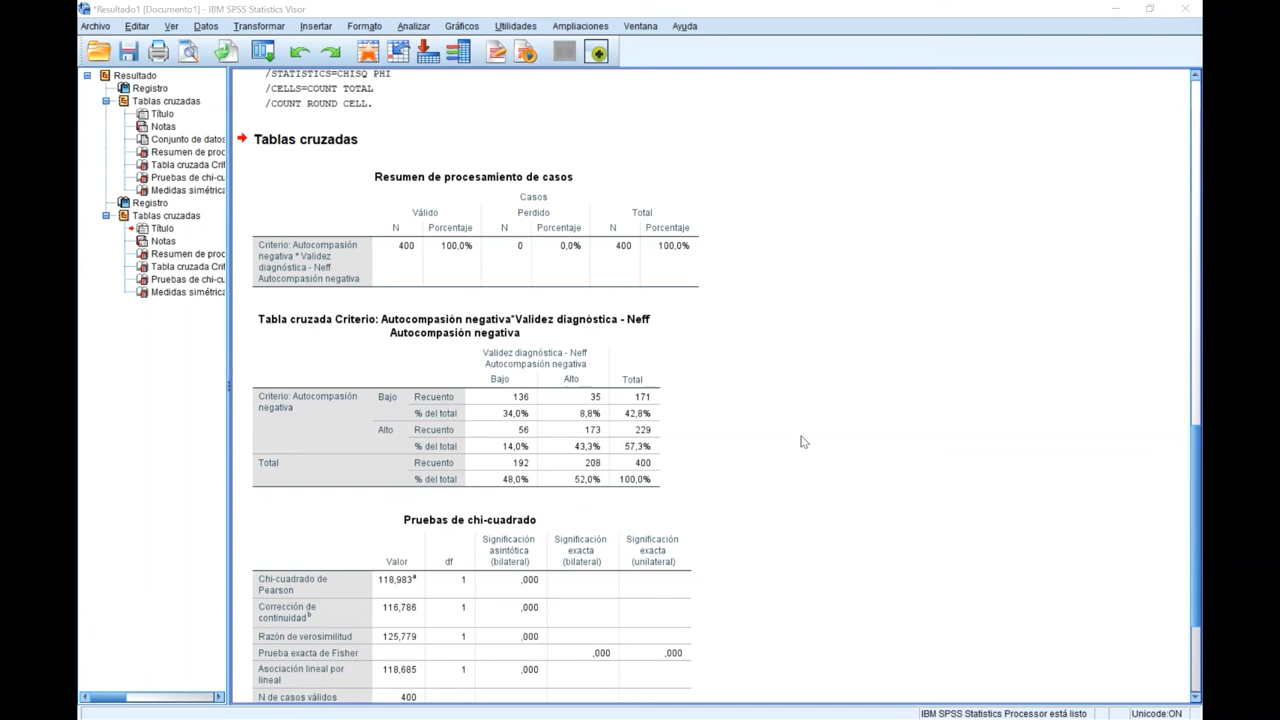 *Resultado1 [Documento1] - IBM SPSS Statistics Visor
Archivo Editar Ver Datos Transformar Insertar Formato Analizar Gráficos Utilidades Ampliaciones Ventana Ayuda
Resultado
Registro
Tablas cruzadas
Título
Notas
Conjunto de datos
Resumen de proc
Tabla cruzada Crit
Pruebas de chi-cu
Medidas simétrica
Registro
Tablas cruzadas
Título
Notas
Resumen de proc
Tabla cruzada Crit
Pruebas de chi-cu
Medidas simétrica
/STATISTICS=CHISQ PHI
/CELLS=COUNT TOTAL
/COUNT ROUND CELL.
Tablas cruzadas
Resumen de procesamiento de casos
Casos
Válido Perdido Total
N Porcentaje N Porcentaje N Porcentaje
Criterio: Autocompasión 400 100,0% 0 0,0% 400 100,0%
negativa * Validez
diagnóstica - Neff
Autocompasión negativa
Tabla cruzada Criterio: Autocompasión negativa*Validez diagnóstica - Neff
Autocompasión negativa
Validez diagnóstica - Neff
Autocompasión negativa
Bajo Alto Total
Criterio: Autocompasión Bajo Recuento 136 35 171
negativa
% del total 34,0% 8,8% 42,8%
Alto Recuento 56 173 229
% del total 14,0% 43,3% 57,3%
Total Recuento 192 208 400
% del total 48,0% 52,0% 100,0%
Pruebas de chi-cuadrado
Significación Significación Significación
asintótica exacta exacta
Valor df (bilateral) (bilateral) (unilateral)
Chi-cuadrado de 118,983a 1 ,000
Pearson
Corrección de 116,786 1 ,000
continuidadb
Razón de verosimilitud 125,779 1 ,000
Prueba exacta de Fisher ,000 ,000
Asociación lineal por 118,685 1 ,000
lineal
N de casos válidos 400
IBM SPSS Statistics Processor está listo Unicode:ON